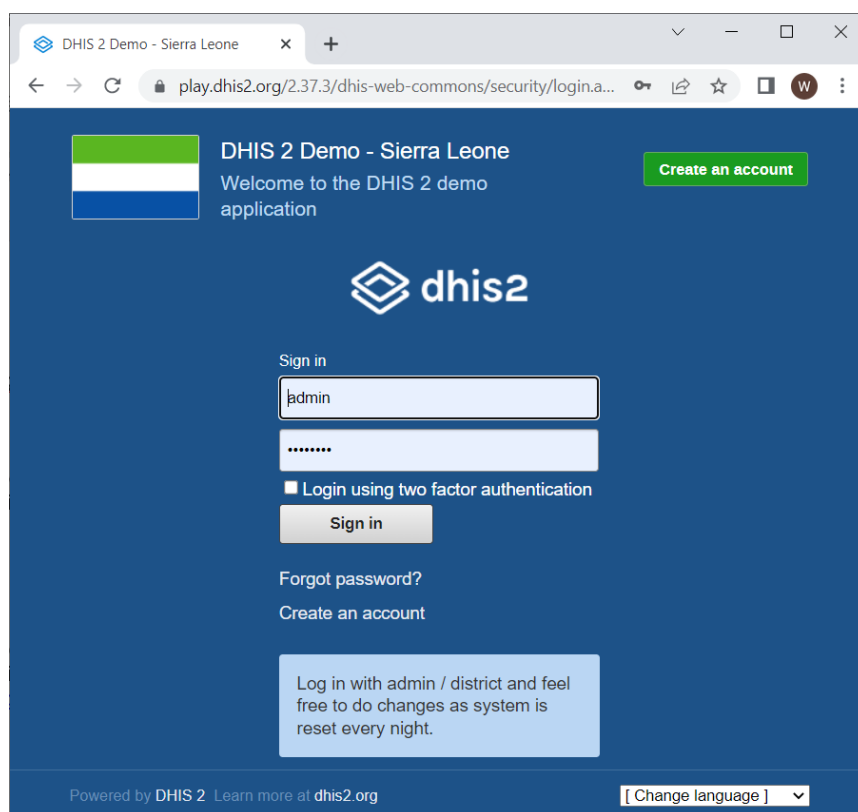 DHIS 2 Demo - Sierra Leone
play.dhis2.org/2.37.3/dhis-web-commons/security/login.a...
W
DHIS 2 Demo - Sierra Leone
Welcome to the DHIS 2 demo
application
Create an account
dhis2
Sign in
admin
••••••••
Login using two factor authentication
Sign in
Forgot password?
Create an account
Log in with admin / district and feel
free to do changes as system is
reset every night.
Powered by DHIS 2 Learn more at dhis2.org
[ Change language ]